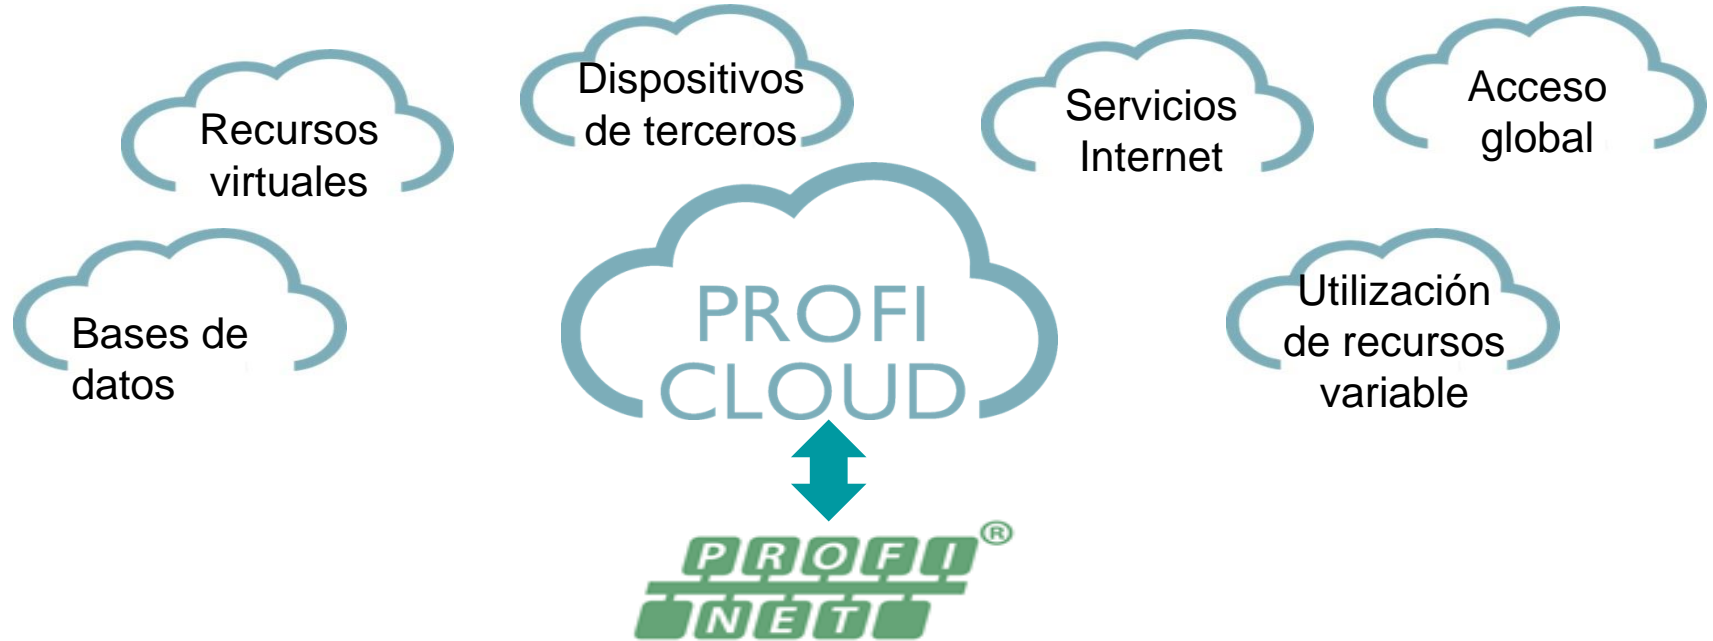 Recursos
virtuales
Dispositivos
de terceros
Servicios
Internet
Acceso
global
Bases de
datos
PROFI
CLOUD
Utilización
de recursos
variable
PROFI®
NET